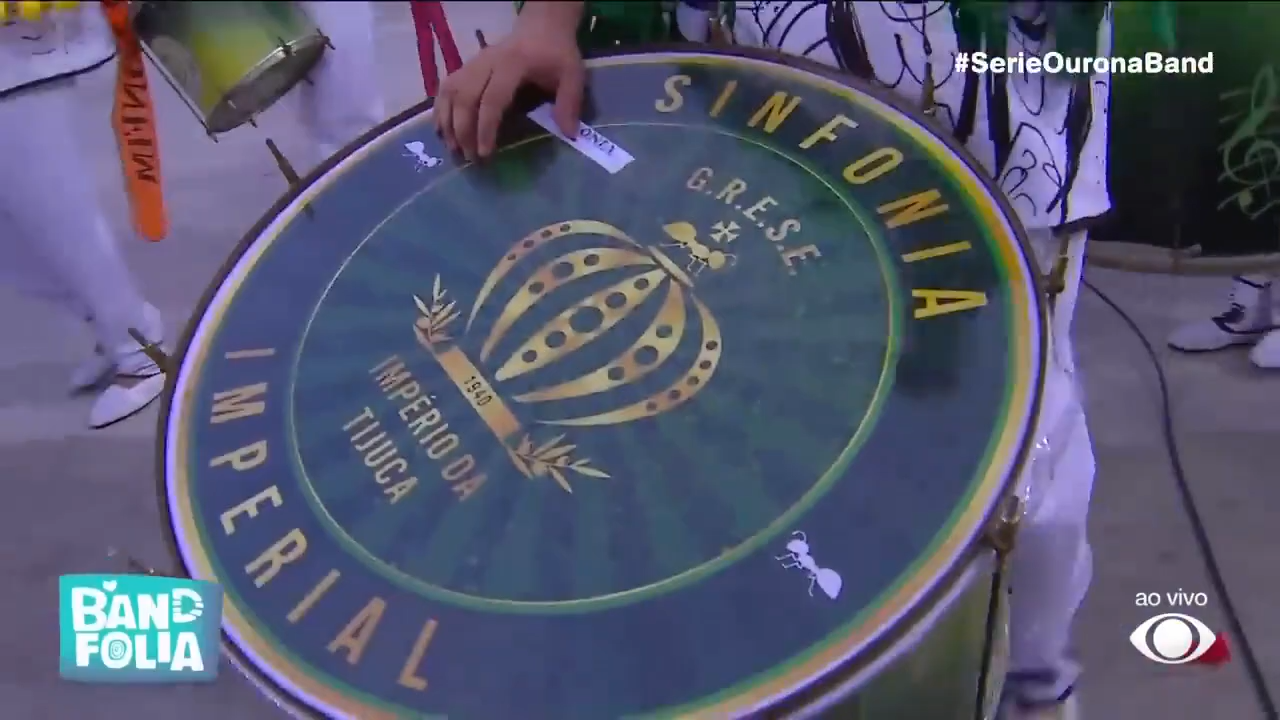 #SerieOuronaBand
SINFONIA
G.R.E.S.E.
1940
IMPÉRIO DA
TIJUCA
IMPERIAL
BAND
FOLIA
ao vivo